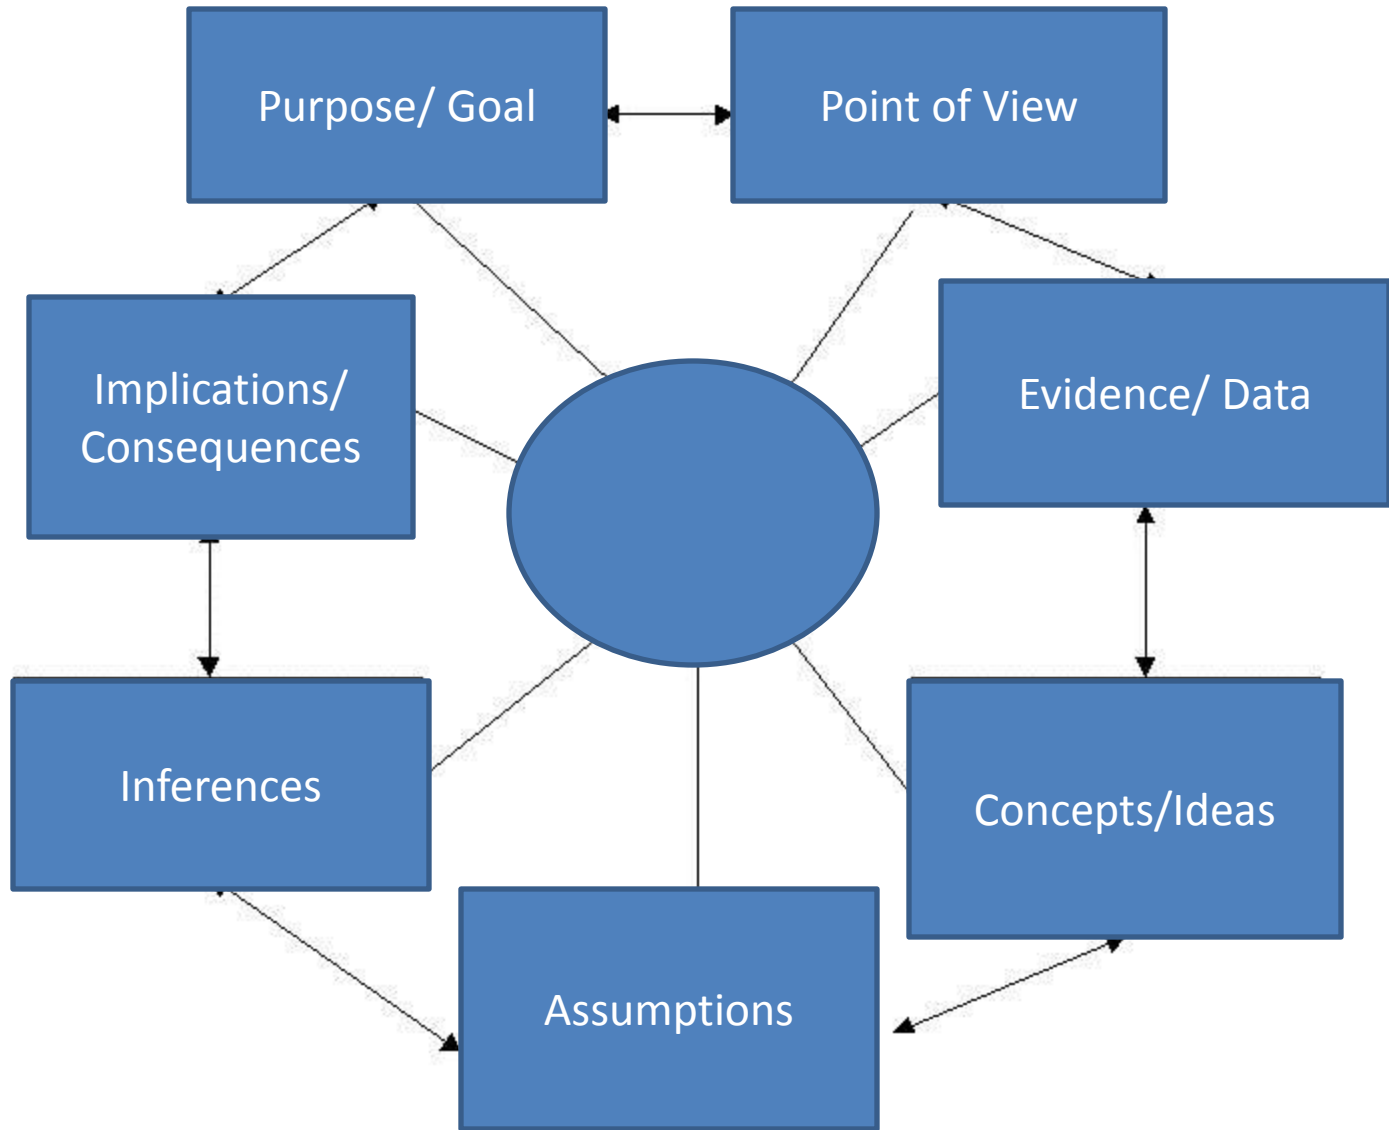 Purpose/ Goal
Point of View
Implications/
Consequences
Evidence/ Data
Inferences
Concepts/Ideas
Assumptions